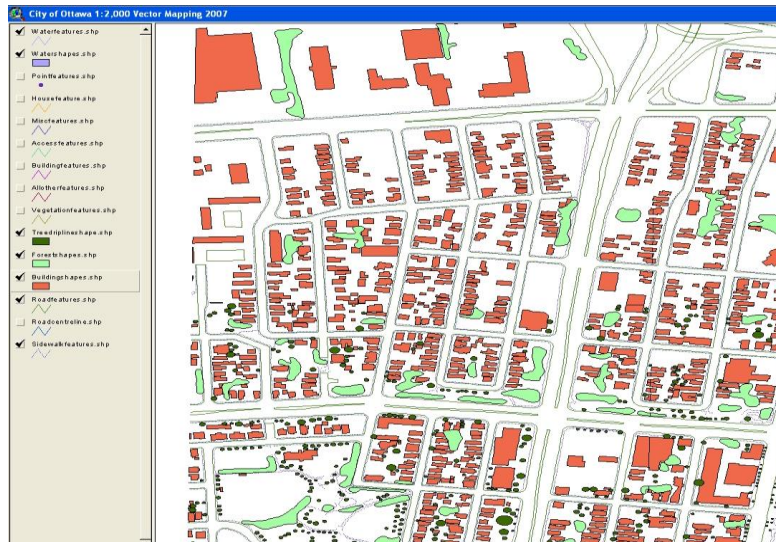 City of Ottawa 1:2,000 Vector Mapping 2007
Waterfeatures.shp
Watershapes.shp
Pointfeatures.shp
Housefeature.shp
Miscfeatures.shp
Accessfeatures.shp
Buildingfeatures.shp
Allotherfeatures.shp
Vegetationfeatures.shp
Treedriplineshape.shp
Forestshapes.shp
Buildingshapes.shp
Roadfeatures.shp
Roadcentreline.shp
Sidewalkfeatures.shp